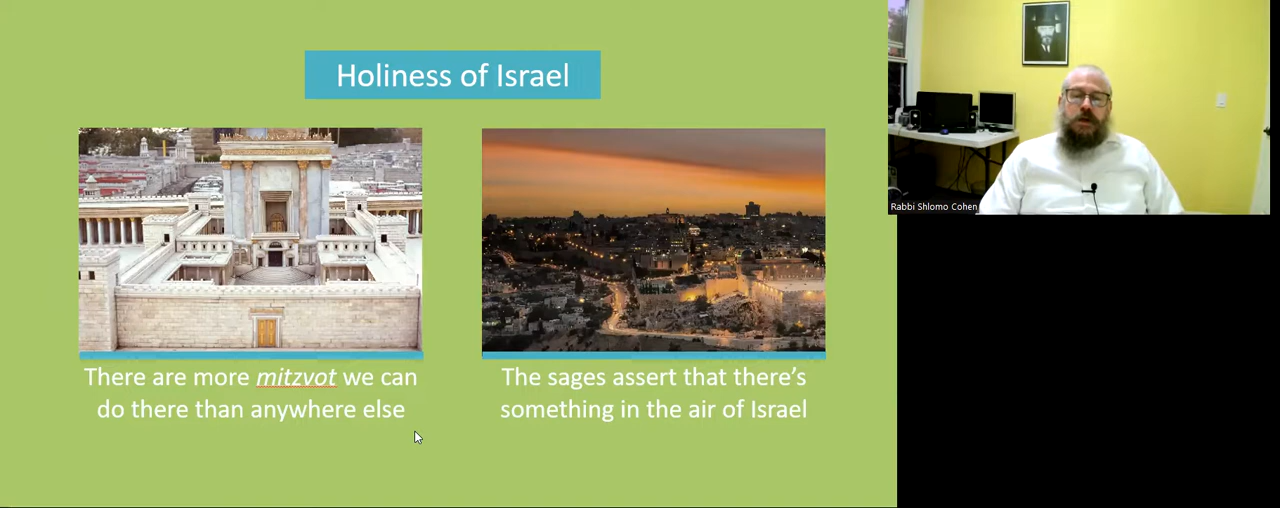 Holiness of Israel
There are more mitzvot we can
do there than anywhere else
The sages assert that there's
something in the air of Israel
Rabbi Shlomo Cohen